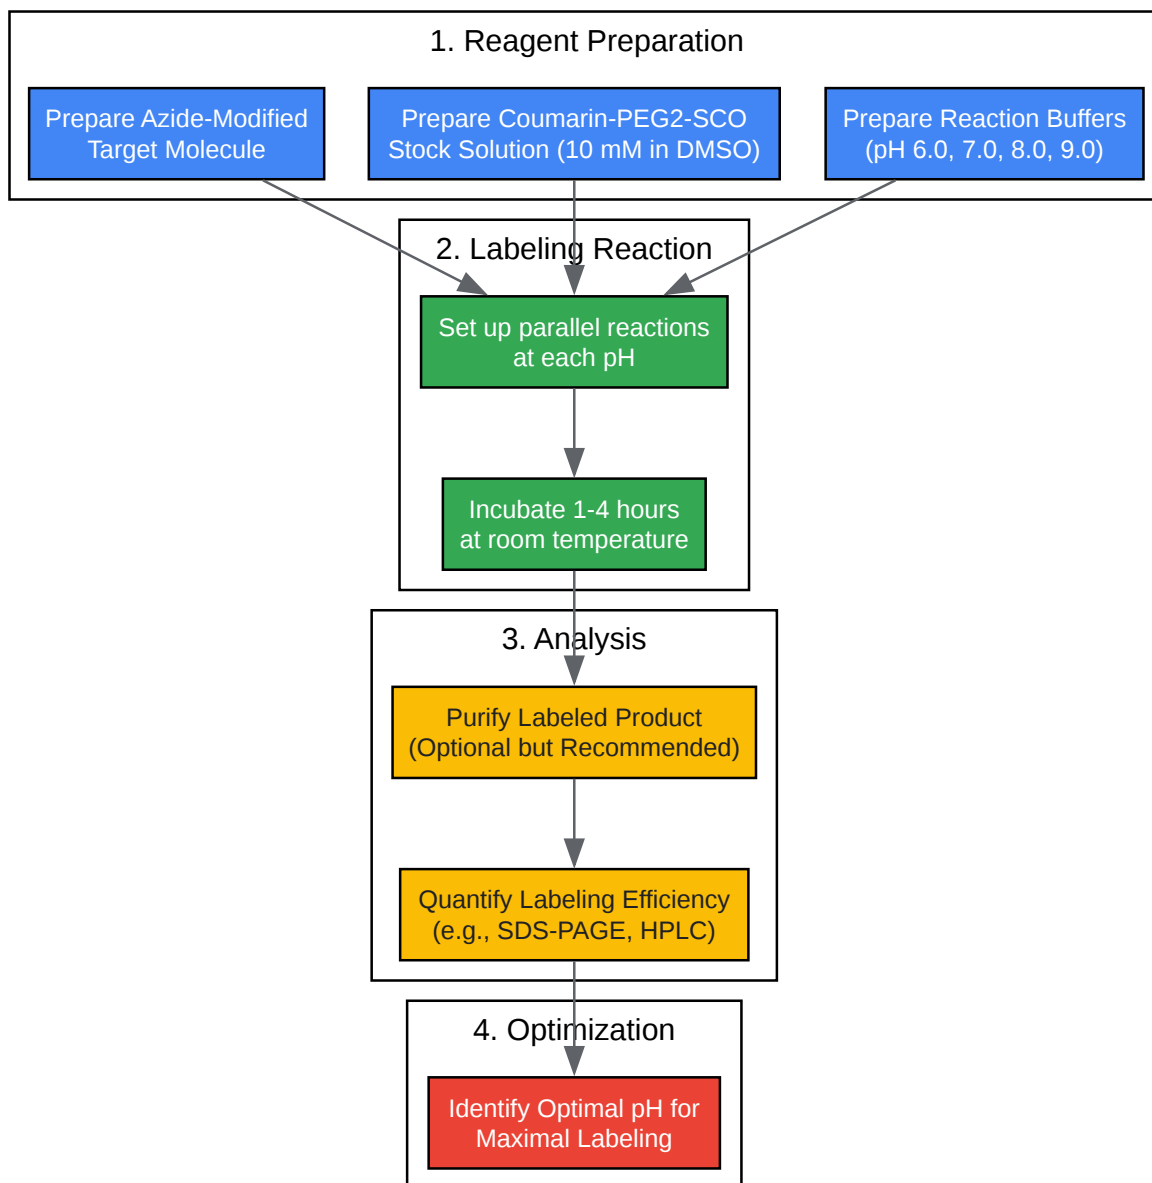 1. Reagent Preparation
Prepare Azide-Modified
Target Molecule
Prepare Coumarin-PEG2-SCO
Stock Solution (10 mM in DMSO)
Prepare Reaction Buffers
(pH 6.0, 7.0, 8.0, 9.0)
2. Labeling Reaction
Set up parallel reactions
at each pH
Incubate 1-4 hours
at room temperature
3. Analysis
Purify Labeled Product
(Optional but Recommended)
Quantify Labeling Efficiency
(e.g., SDS-PAGE, HPLC)
4. Optimization
Identify Optimal pH for
Maximal Labeling